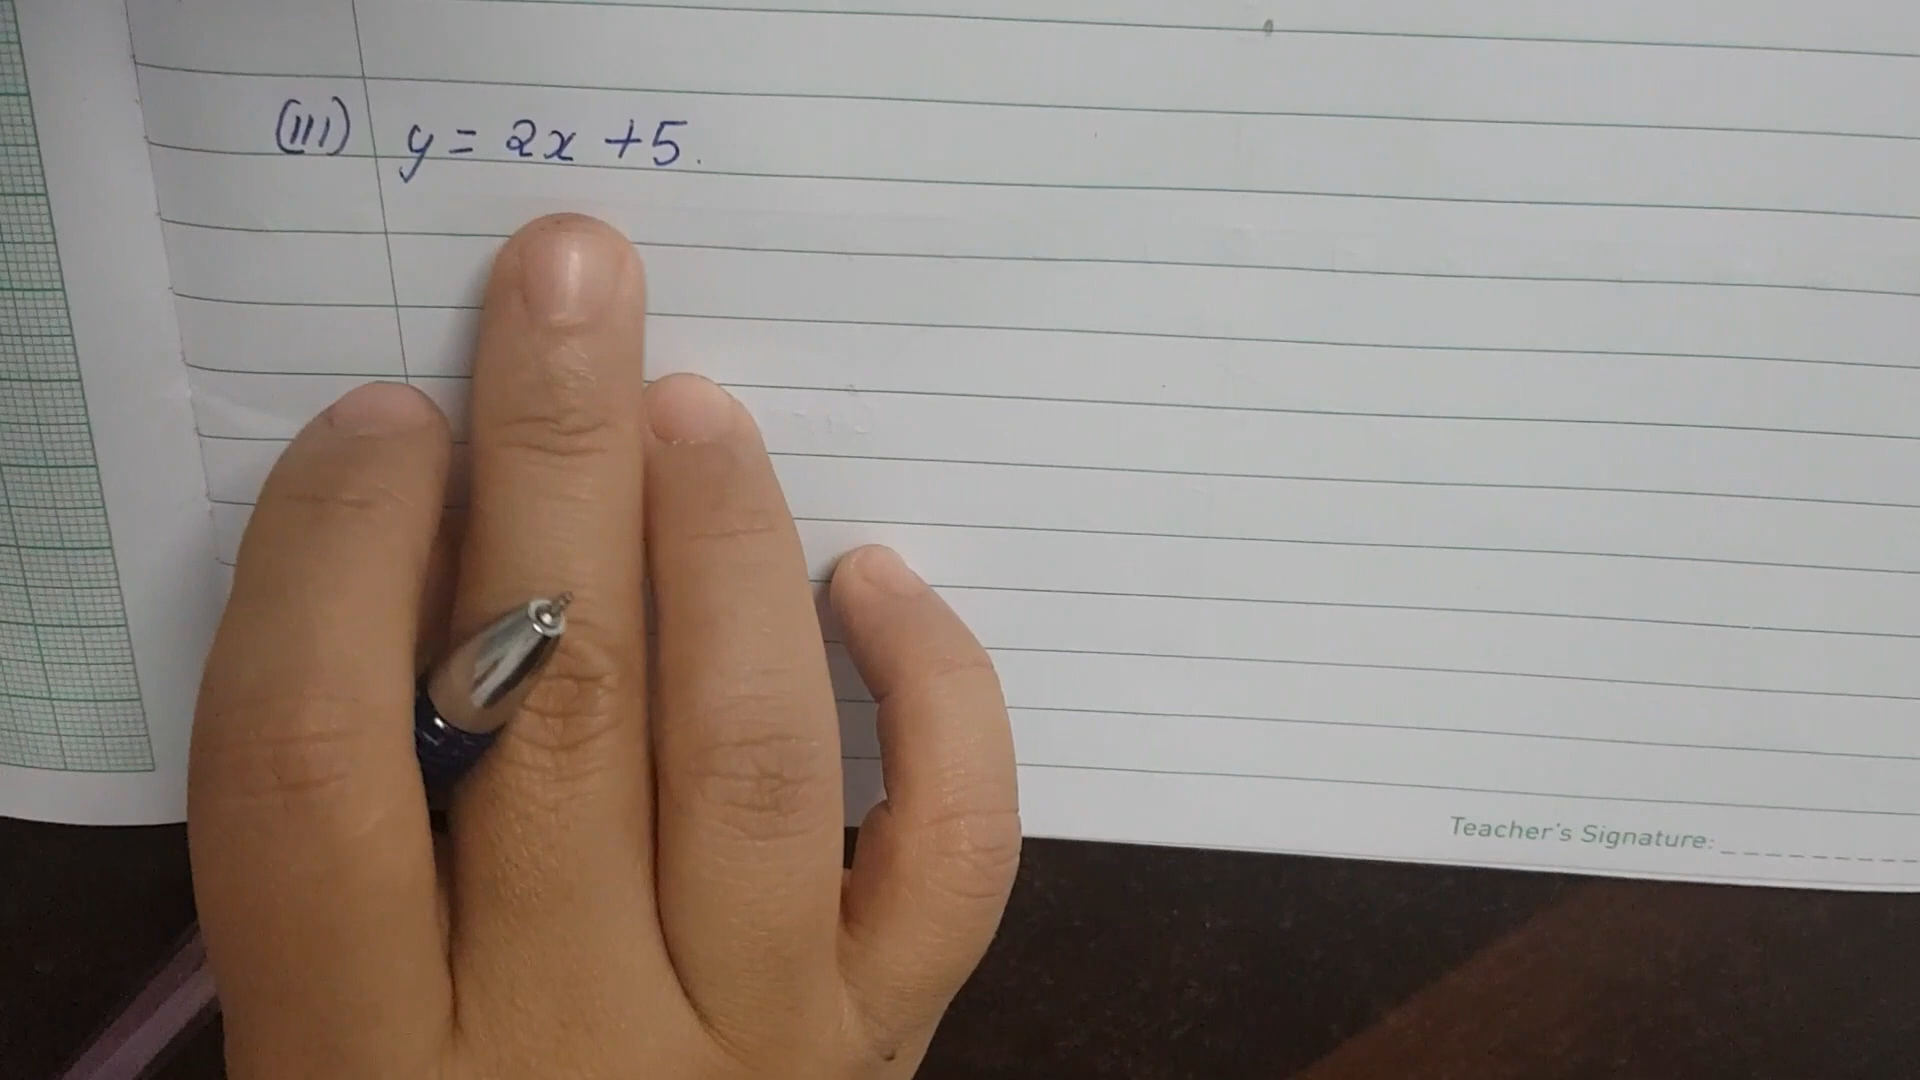 (III) y = 2x + 5.
Teacher's Signature: